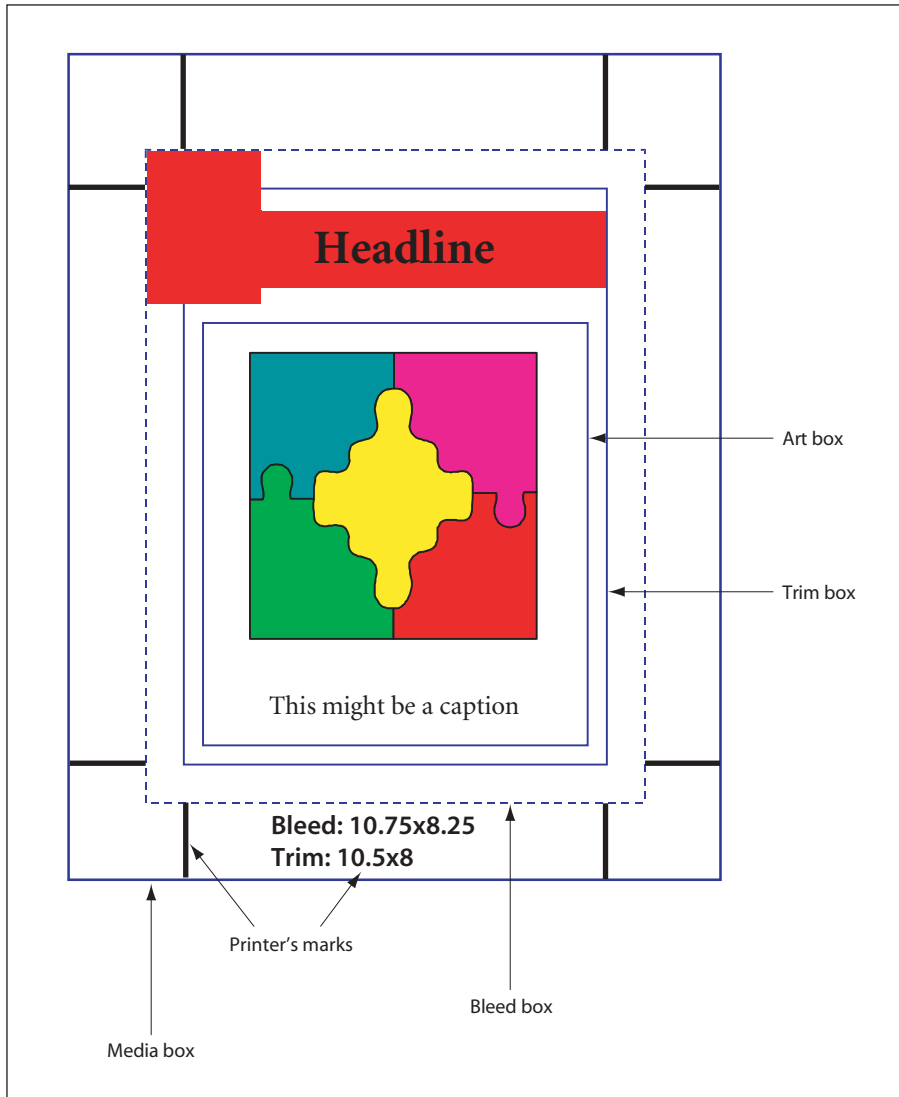 Headline
Art box
Trim box
This might be a caption
Bleed: 10.75x8.25
Trim: 10.5x8
Printer’s marks
Bleed box
Media box